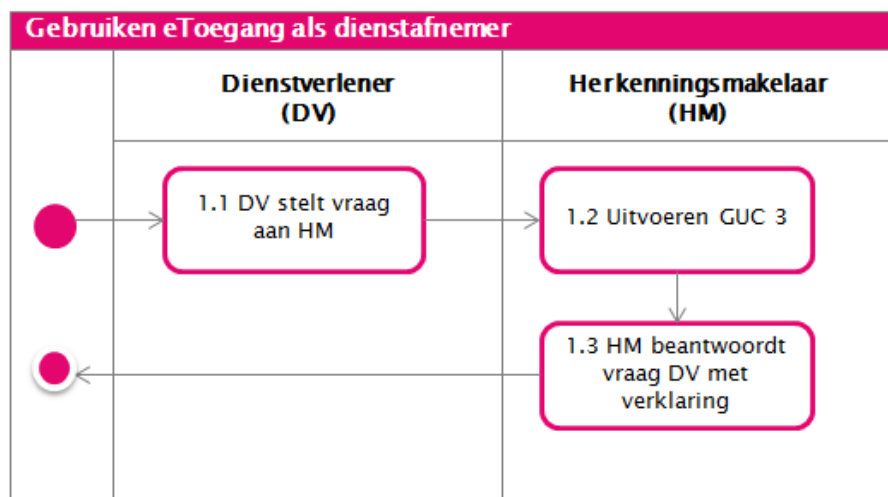 Gebruiken eToegang als dienstafnemer
Dienstverlener
(DV)
Herkenningsmakelaar
(HM)
1.1 DV stelt vraag
aan HM
1.2 Uitvoeren GUC 3
1.3 HM beantwoordt
vraag DV met
verklaring